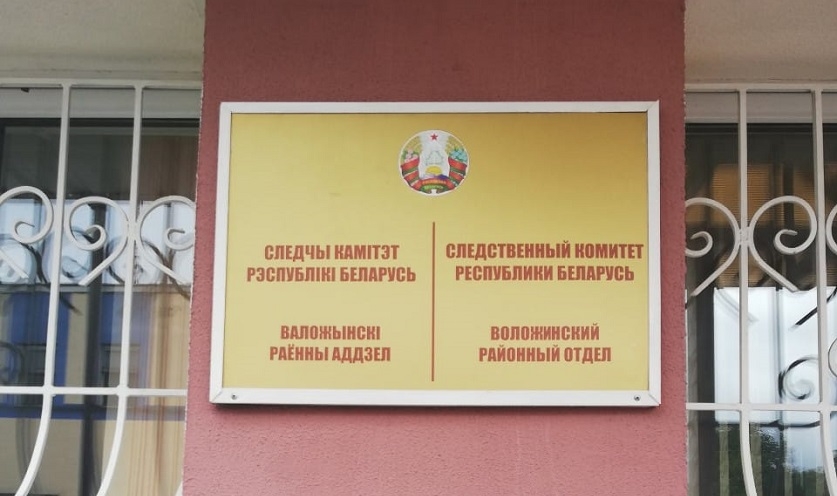 СЛЕДЧЫ КАМІТЭТ
РЭСПУБЛІКІ БЕЛАРУСЬ
ВАЛОЖЫНСКІ
РАЁННЫ АДДЗЕЛ
СЛЕДСТВЕННЫЙ КОМИТЕТ
РЕСПУБЛИКИ БЕЛАРУСЬ
ВОЛОЖИНСКИЙ
РАЙОННЫЙ ОТДЕЛ